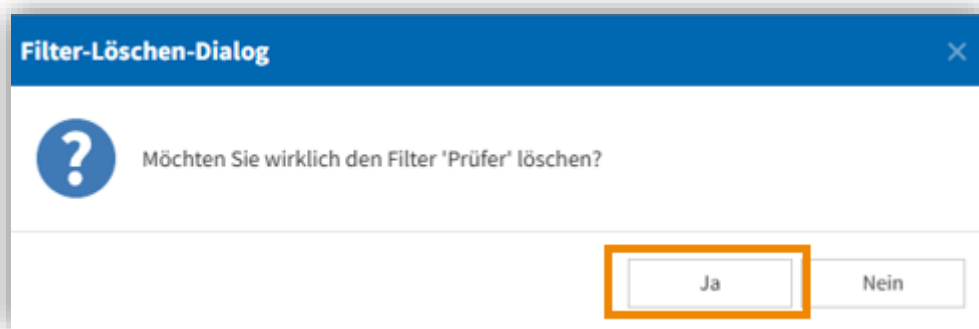 Filter-Löschen-Dialog
Möchten Sie wirklich den Filter 'Prüfer' löschen?
Ja Nein